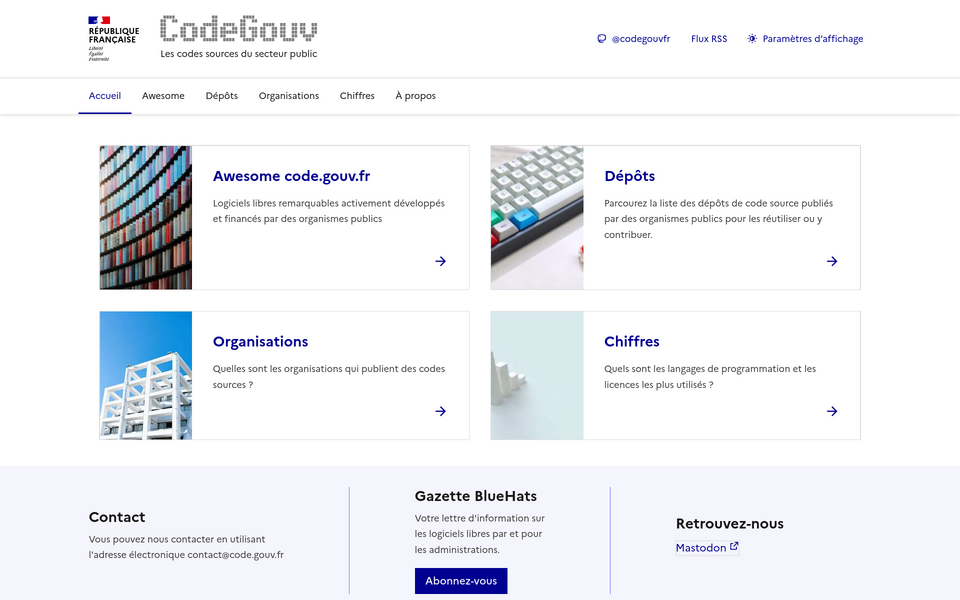 RÉPUBLIQUE
FRANÇAISE
Liberté
Égalité
Fraternité
CodeGouv
Les codes sources du secteur public
@codegouvfr
Flux RSS
Paramètres d'affichage
Accueil
Awesome
Dépôts
Organisations
Chiffres
À propos
Awesome code.gouv.fr
Logiciels libres remarquables activement développés
et financés par des organismes publics
Dépôts
Parcourez la liste des dépôts de code source publiés
par des organismes publics pour les réutiliser ou y
contribuer.
Organisations
Quelles sont les organisations qui publient des codes
sources ?
Chiffres
Quels sont les langages de programmation et les
licences les plus utilisés ?
Contact
Vous pouvez nous contacter en utilisant
l'adresse électronique contact@code.gouv.fr
Gazette BlueHats
Votre lettre d'information sur
les logiciels libres par et pour
les administrations.
Abonnez-vous
Retrouvez-nous
Mastodon